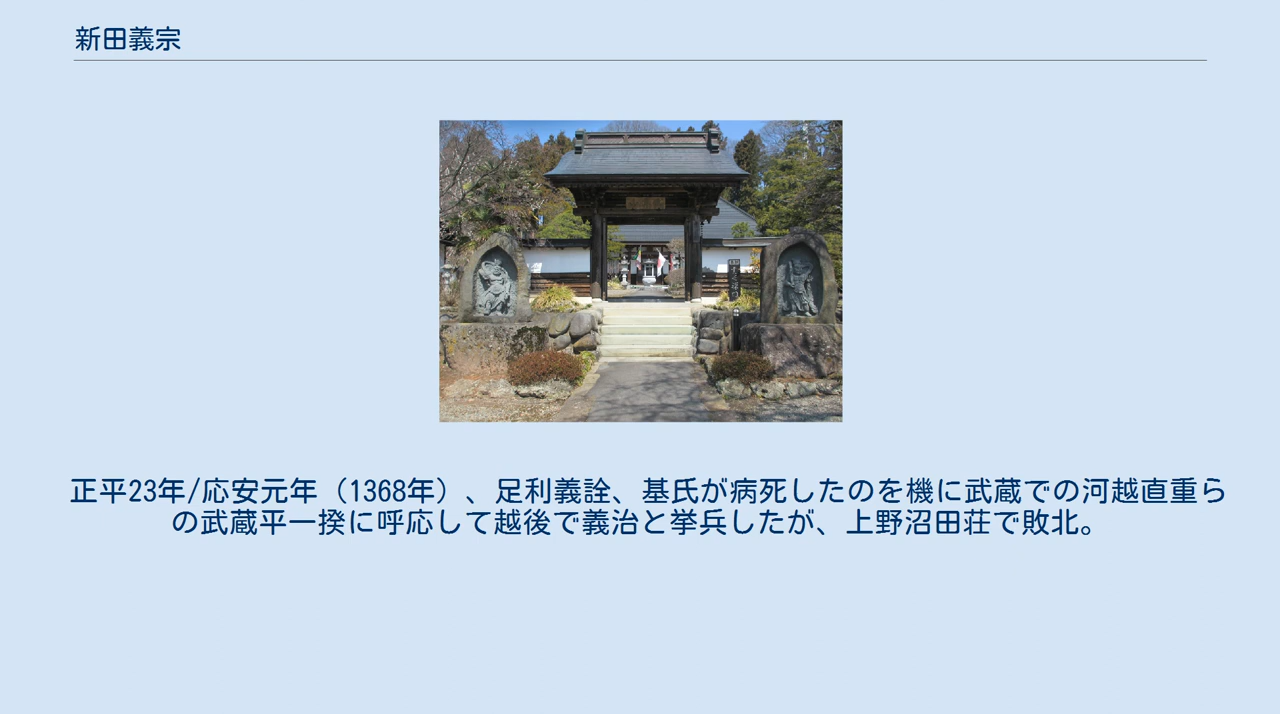 新田義宗
正平23年/応安元年（1368年）、足利義詮、基氏が病死したのを機に武蔵での河越直重ら
の武蔵平一揆に呼応して越後で義治と挙兵したが、上野沼田荘で敗北。